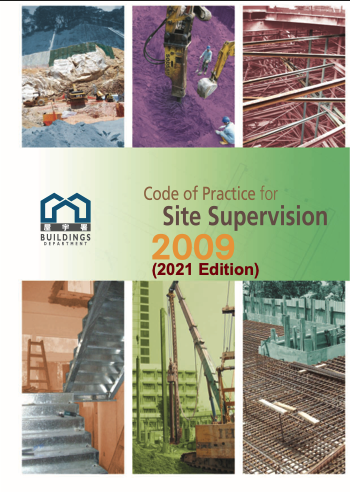 Code of Practice for
Site Supervision
2009
(2021 Edition)
屋宇署
BUILDINGS
DEPARTMENT